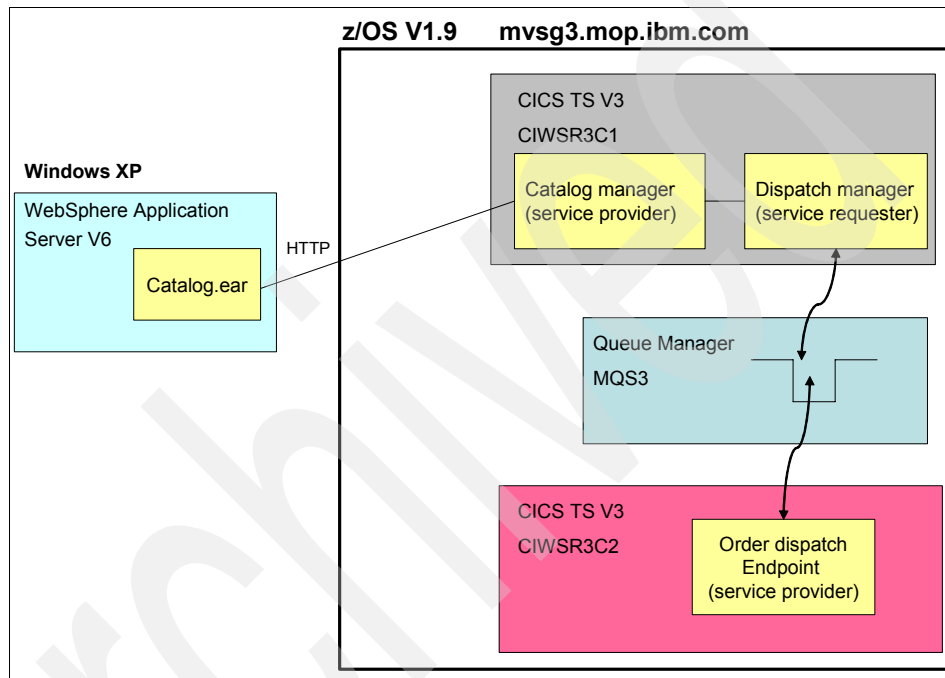 z/OS V1.9 mvsg3.mop.ibm.com
CICS TS V3
CIWSR3C1
Catalog manager
(service provider)
Dispatch manager
(service requester)
Windows XP
WebSphere Application
Server V6
Catalog.ear
HTTP
Queue Manager
MQS3
CICS TS V3
CIWSR3C2
Order dispatch
Endpoint
(service provider)
rchived